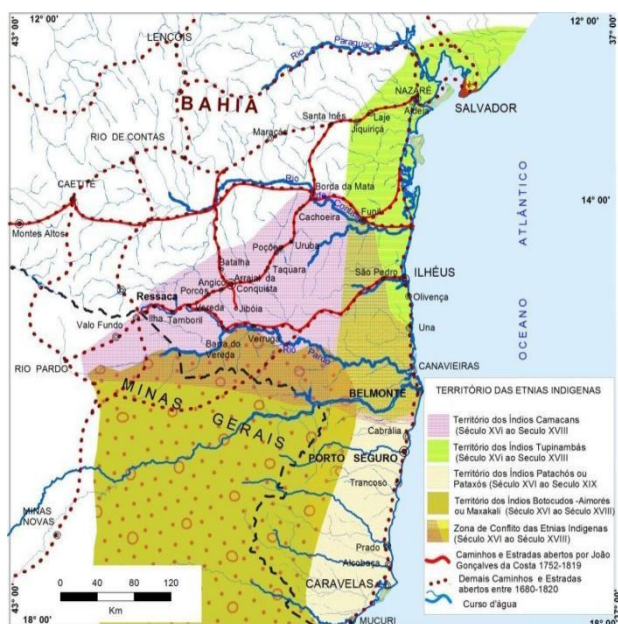 43° 00'
12° 00'
12° 00'
37° 00'
LENÇOIS
Rio
Paraguaçu
BAHIA
NAZARÉ
Aldeia
SALVADOR
Santa Inês
Laje
Jiquiriçá
Maracás
RIO DE CONTAS
CAETITÉ
Rio
Borda da Mata
Cachoeira
Funil
14° 00'
Montes Altos
OCEANO ATLÂNTICO
Poções
Uruba
Batalha
Taquara
São Pedro
ILHÉUS
Angico
Arraial da
Conquista
Porcos
Ressaca
Olivença
Ilha
Vereda
Jibóia
Tamboril
Una
Valo Fundo
Verruga
Barra do
Vereda
Rio
Pardo
RIO PARDO
CANAVIEIRAS
MINAS GERAIS
BELMONTE
Cabrália
PORTO SEGURO
Trancoso
MINAS
NOVAS
Prado
Alcobaça
CARAVELAS
MUCURI
0 40 80 120
Km
43° 00'
18° 00'
18° 00'
37° 00'
TERRITÓRIO DAS ETNIAS INDIGENAS
Território dos Índios Camacans
(Século XVI ao Seculo XVIII)
Território dos Índios Tupinambás
(Século XVI ao Seculo XVIII)
Território dos Índios Patachós ou
Pataxós (Século XVI ao Seculo XIX)
Território dos Índios Botocudos -Aimorés
ou Maxakali (Século XVI ao Século XVIII)
Zona de Conflito das Etnias Indigenas
(Século XVI ao Século XVIII)
Caminhos e Estradas abertos por João
Gonçalves da Costa 1752-1819
Demais Caminhos e Estradas
abertos entre 1680-1820
Curso d'água